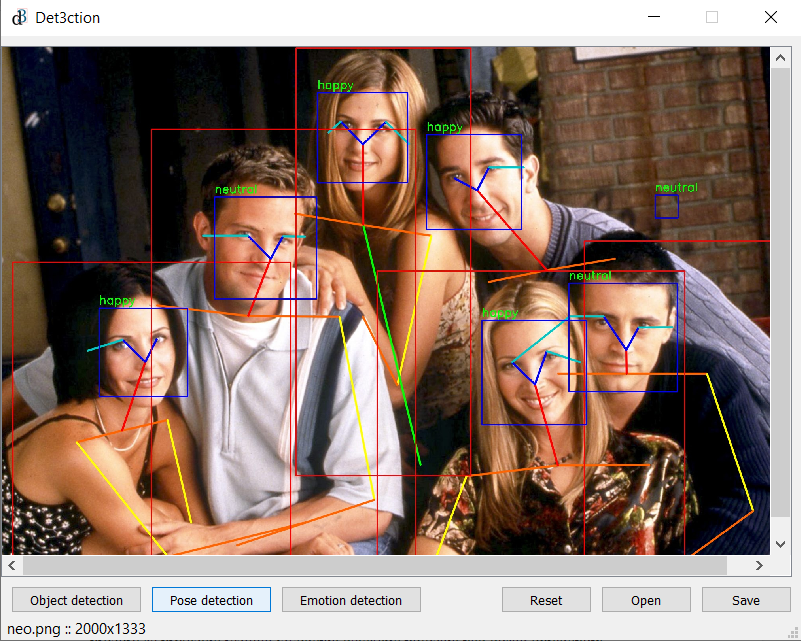 Det3ction
happy
happy
neutral
neutral
neutral
happy
happy
Object detection
Pose detection
Emotion detection
Reset
Open
Save
neo.png :: 2000x1333